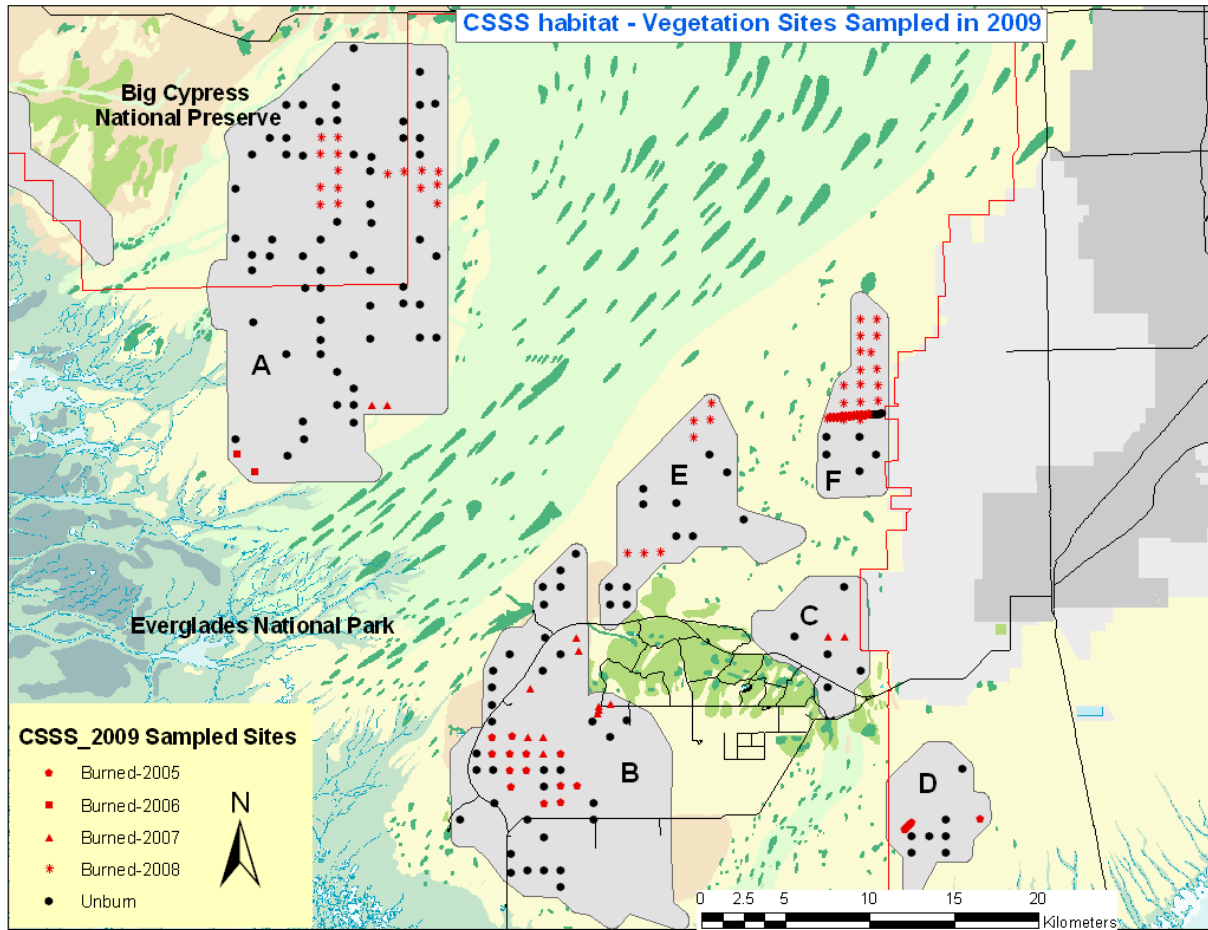 CSSS habitat - Vegetation Sites Sampled in 2009
Big Cypress
National Preserve
A
E
F
C
Everglades National Park
B
D
CSSS_2009 Sampled Sites
Burned-2005
Burned-2006
Burned-2007
Burned-2008
Unburn
N
0 2.5 5 10 15 20
Kilometers